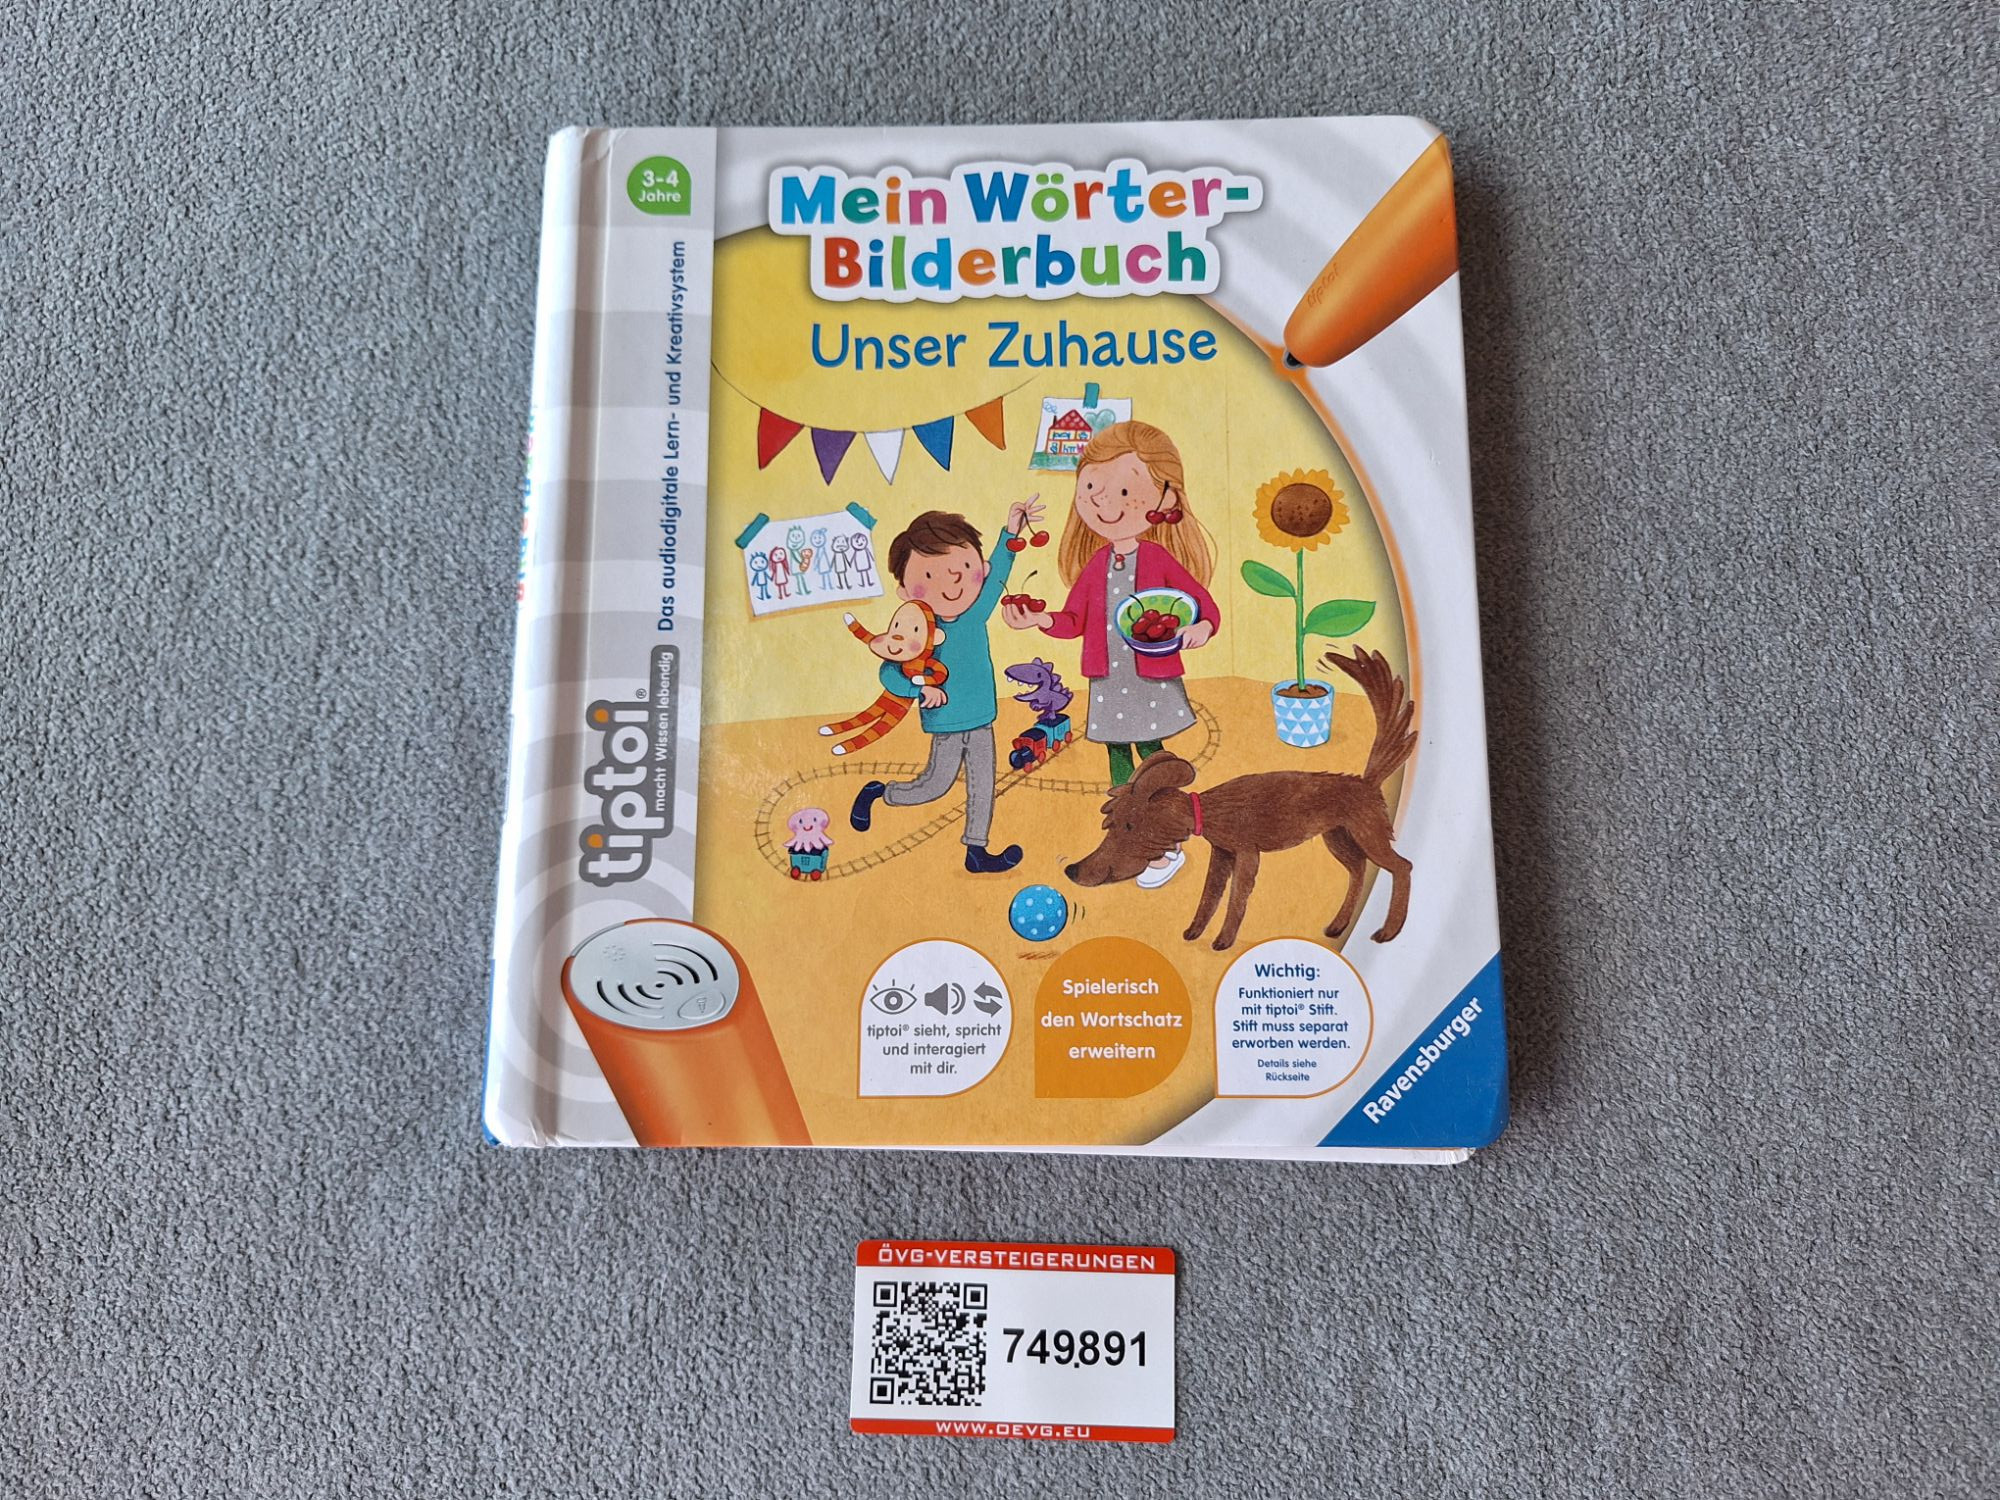 3-4
Jahre
Mein Wörter-
Bilderbuch
Unser Zuhause
tiptoi
Das audiodigitale Lern- und Kreativsystem
tiptoi®
macht Wissen lebendig
tiptoi® sieht, spricht
und interagiert
mit dir.
Spielerisch
den Wortschatz
erweitern
Wichtig:
Funktioniert nur
mit tiptoi® Stift.
Stift muss separat
erworben werden.
Details siehe
Rückseite
Ravensburger
ÖVG-VERSTEIGERUNGEN
749.891
WWW.OEVG.EU